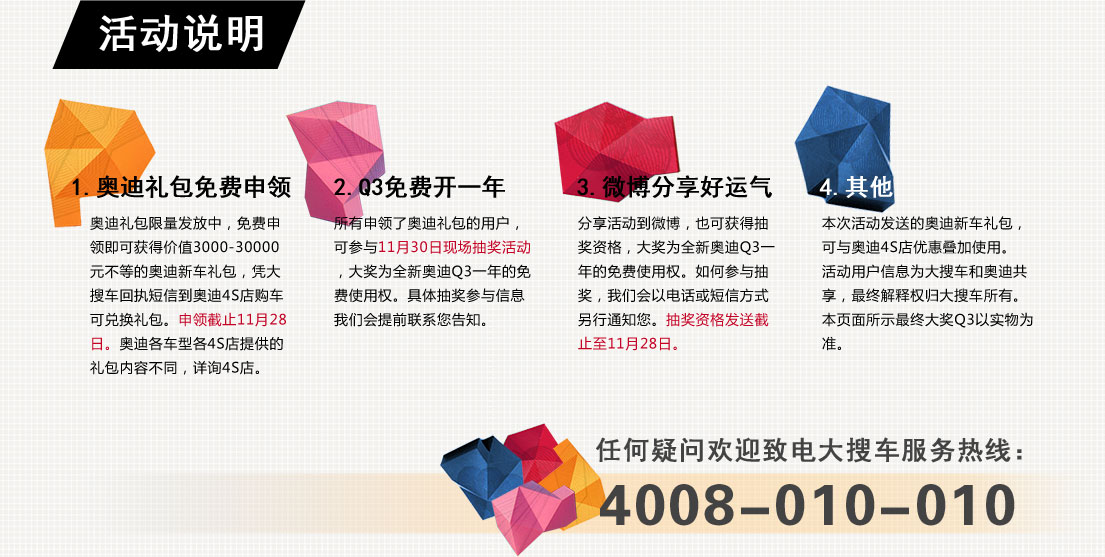 活动说明
1.奥迪礼包免费申领
奥迪礼包限量发放中，免费申
领即可获得价值3000-30000
元不等的奥迪新车礼包，凭大
搜车回执短信到奥迪4S店购车
可兑换礼包。申领截止11月28
日。奥迪各车型各4S店提供的
礼包内容不同，详询4S店。
2.Q3免费开一年
所有申领了奥迪礼包的用户，
可参与11月30日现场抽奖活动
，大奖为全新奥迪Q3一年的免
费使用权。具体抽奖参与信息
我们会提前联系您告知。
3.微博分享好运气
分享活动到微博，也可获得抽
奖资格，大奖为全新奥迪Q3一
年的免费使用权。如何参与抽
奖，我们会以电话或短信方式
另行通知您。抽奖资格发送截
止至11月28日。
4.其他
本次活动发送的奥迪新车礼包，
可与奥迪4S店优惠叠加使用。
活动用户信息为大搜车和奥迪共
享，最终解释权归大搜车所有。
本页面所示最终大奖Q3以实物为
准。
任何疑问欢迎致电大搜车服务热线：
4008-010-010